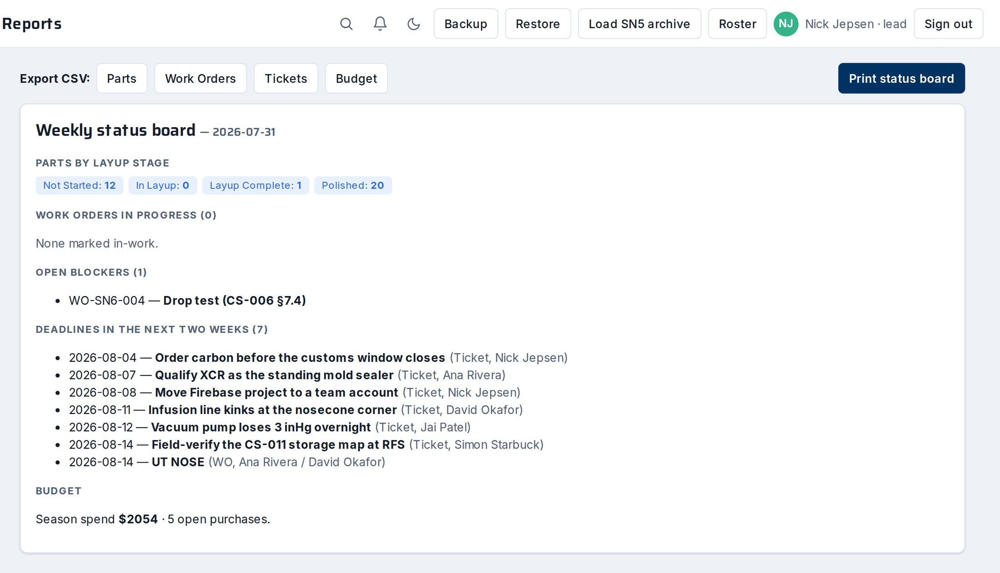 Reports
Backup
Restore
Load SN5 archive
Roster
NJ
Nick Jepsen · lead
Sign out
Export CSV:
Parts
Work Orders
Tickets
Budget
Print status board
Weekly status board — 2026-07-31
PARTS BY LAYUP STAGE
Not Started: 12
In Layup: 0
Layup Complete: 1
Polished: 20
WORK ORDERS IN PROGRESS (0)
None marked in-work.
OPEN BLOCKERS (1)
• WO-SN6-004 — Drop test (CS-006 §7.4)
DEADLINES IN THE NEXT TWO WEEKS (7)
• 2026-08-04 — Order carbon before the customs window closes (Ticket, Nick Jepsen)
• 2026-08-07 — Qualify XCR as the standing mold sealer (Ticket, Ana Rivera)
• 2026-08-08 — Move Firebase project to a team account (Ticket, Nick Jepsen)
• 2026-08-11 — Infusion line kinks at the nosecone corner (Ticket, David Okafor)
• 2026-08-12 — Vacuum pump loses 3 inHg overnight (Ticket, Jai Patel)
• 2026-08-14 — Field-verify the CS-011 storage map at RFS (Ticket, Simon Starbuck)
• 2026-08-14 — UT NOSE (WO, Ana Rivera / David Okafor)
BUDGET
Season spend $2054 · 5 open purchases.